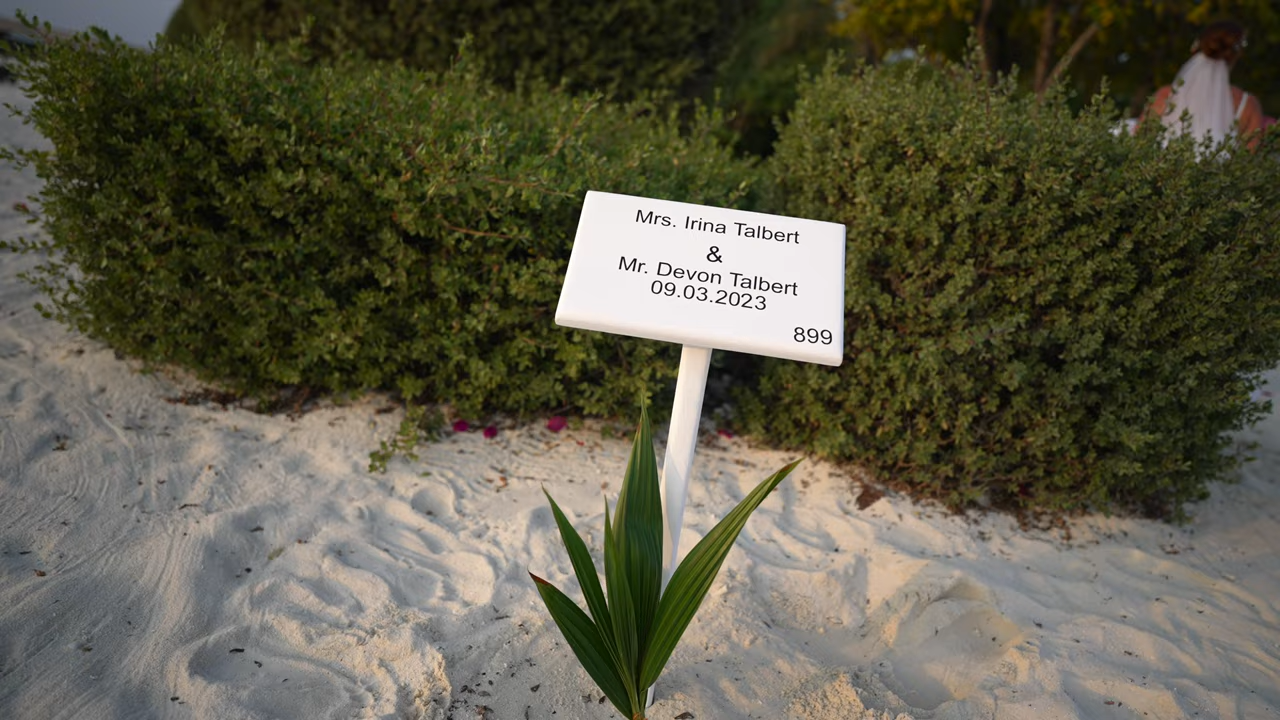 Mrs. Irina Talbert
&
Mr. Devon Talbert
09.03.2023
899